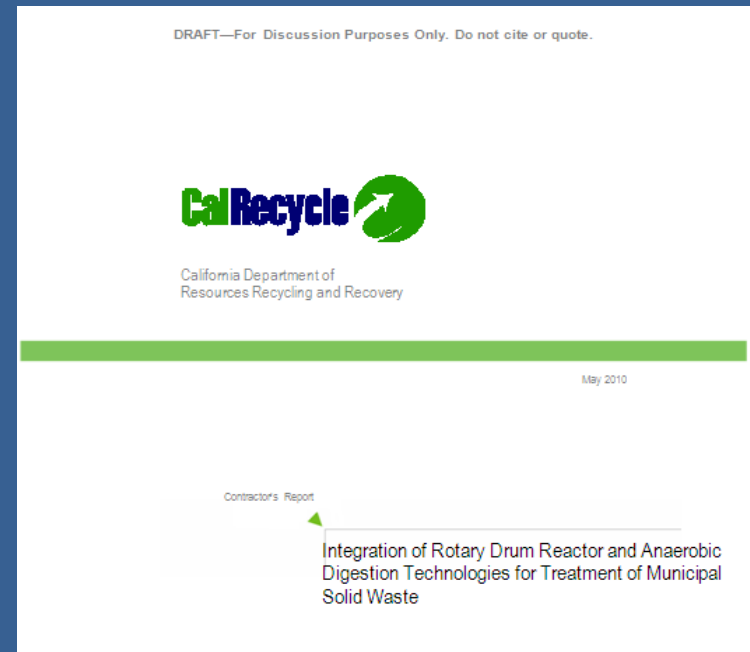 DRAFT—For Discussion Purposes Only. Do not cite or quote.
CalRecycle
California Department of
Resources Recycling and Recovery
May 2010
Contractor's Report
Integration of Rotary Drum Reactor and Anaerobic
Digestion Technologies for Treatment of Municipal
Solid Waste